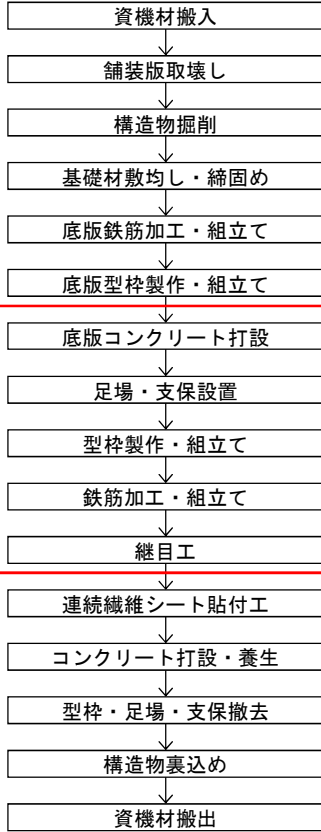 資機材搬入
舗装版取壊し
構造物掘削
基礎材敷均し・締固め
底版鉄筋加工・組立て
底版型枠製作・組立て
底版コンクリート打設
足場・支保設置
型枠製作・組立て
鉄筋加工・組立て
継目工
連続繊維シート貼付工
コンクリート打設・養生
型枠・足場・支保撤去
構造物裏込め
資機材搬出